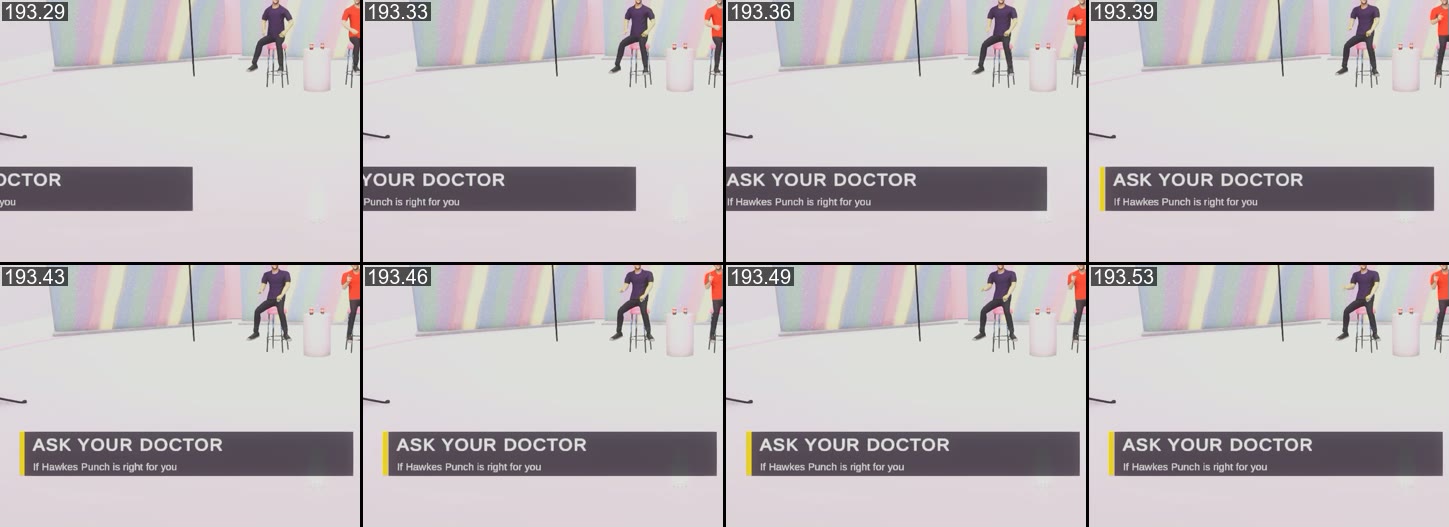 193.29
193.33
193.36
193.39
OCTOR
you
YOUR DOCTOR
Punch is right for you
ASK YOUR DOCTOR
If Hawkes Punch is right for you
ASK YOUR DOCTOR
If Hawkes Punch is right for you
193.43
193.46
193.49
193.53
ASK YOUR DOCTOR
If Hawkes Punch is right for you
ASK YOUR DOCTOR
If Hawkes Punch is right for you
ASK YOUR DOCTOR
If Hawkes Punch is right for you
ASK YOUR DOCTOR
If Hawkes Punch is right for you